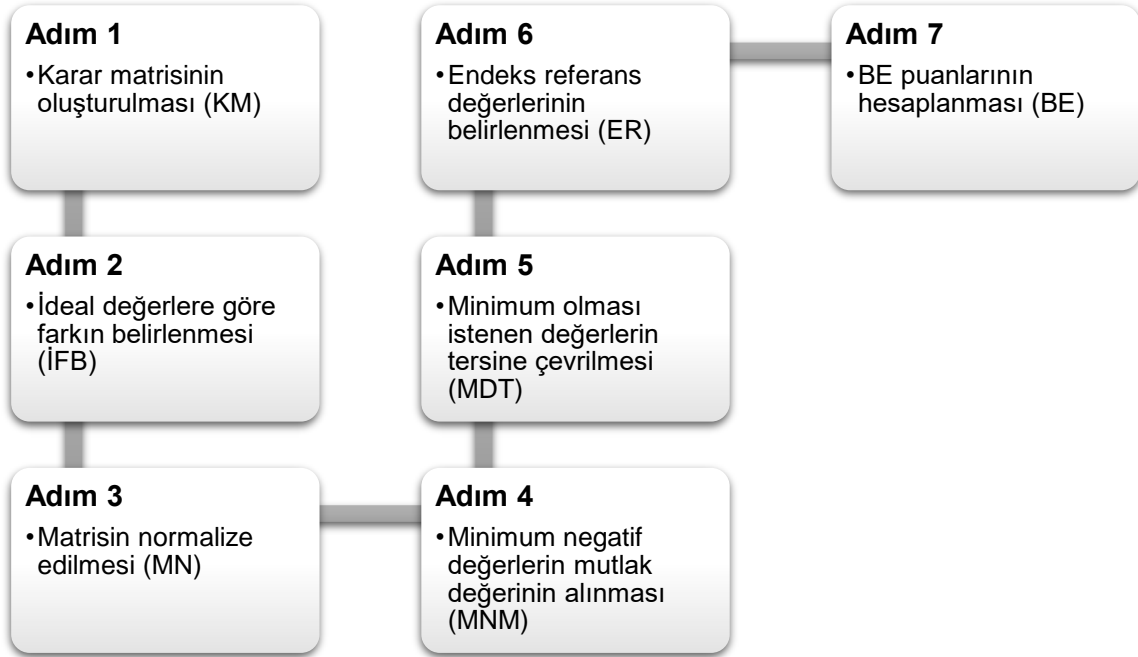 Adım 1
•Karar matrisinin
oluşturulması (KM)
Adım 2
•İdeal değerlere göre
farkın belirlenmesi
(İFB)
Adım 3
•Matrisin normalize
edilmesi (MN)
Adım 4
•Minimum negatif
değerlerin mutlak
değerinin alınması
(MNM)
Adım 5
•Minimum olması
istenen değerlerin
tersine çevrilmesi
(MDT)
Adım 6
•Endeks referans
değerlerinin
belirlenmesi (ER)
Adım 7
•BE puanlarının
hesaplanması (BE)